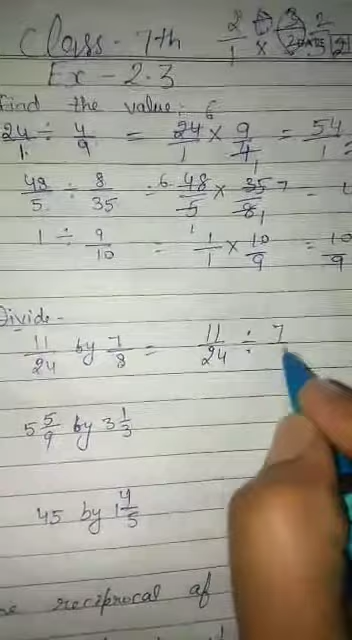 Class - 7th
Ex - 2.3
Find the value:-
24/1 ÷ 4/9 = 24/1 × 9/4 = 54/1 =
48/5 ÷ 8/35 = 48/5 × 35/8 =
1 ÷ 9/10 = 1/1 × 10/9 = 10/9
Divide -
11/24 by 7/8 = 11/24 ÷ 7
5 5/9 by 3 1/3
45 by 1 4/5
reciprocal of